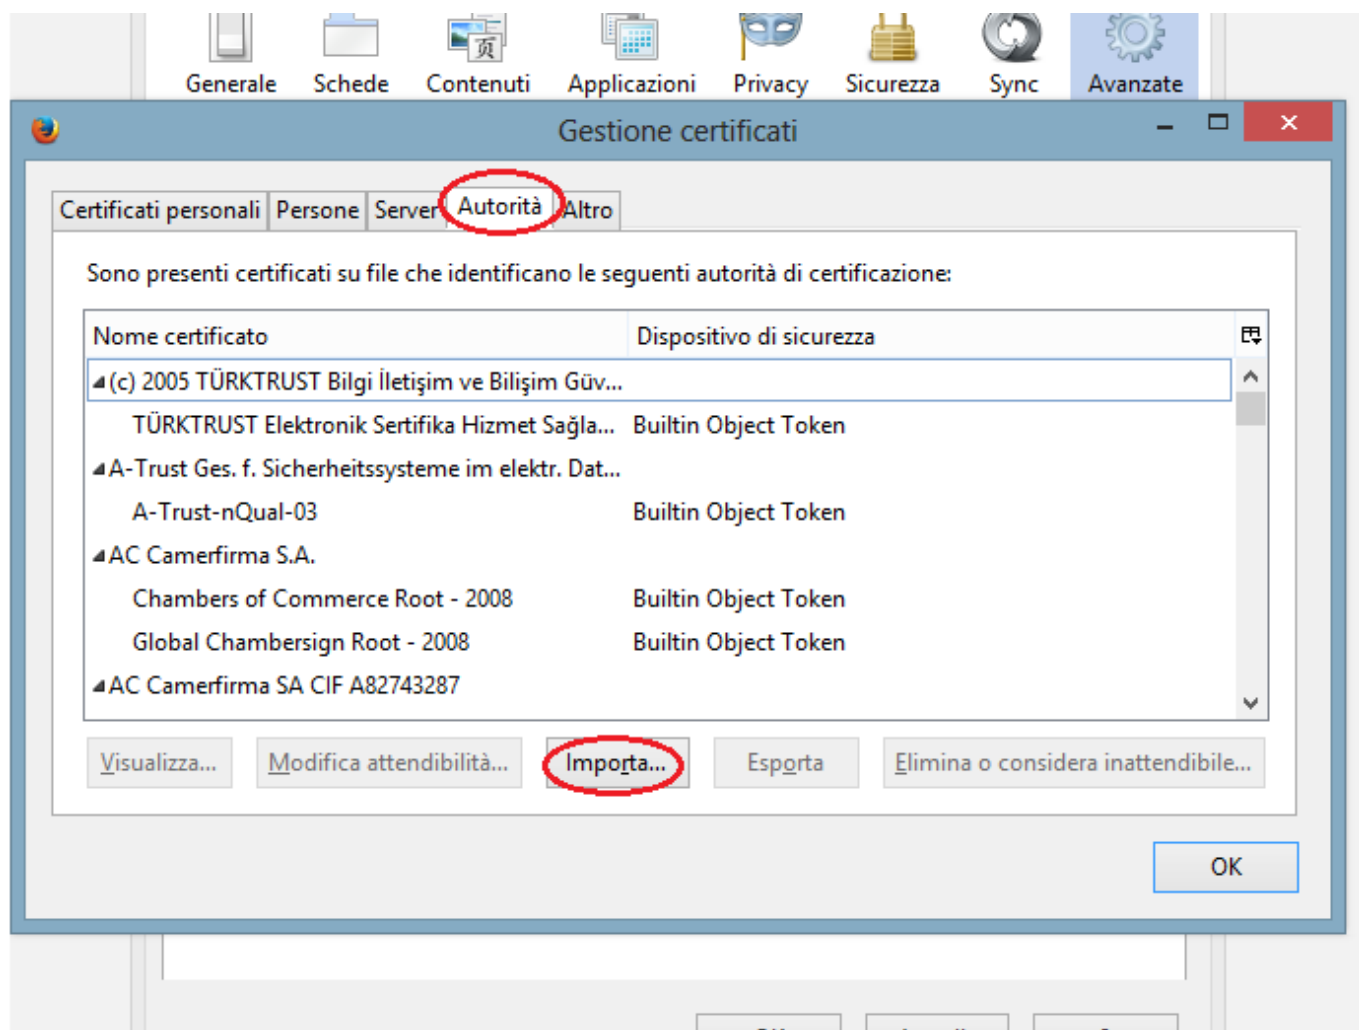 Generale Schede Contenuti Applicazioni Privacy Sicurezza Sync Avanzate
Gestione certificati
Certificati personali Persone Server Autorità Altro
Sono presenti certificati su file che identificano le seguenti autorità di certificazione:
Nome certificato Dispositivo di sicurezza
(c) 2005 TÜRKTRUST Bilgi İletişim ve Bilişim Güv...
TÜRKTRUST Elektronik Sertifika Hizmet Sağla... Builtin Object Token
A-Trust Ges. f. Sicherheitssysteme im elektr. Dat...
A-Trust-nQual-03 Builtin Object Token
AC Camerfirma S.A.
Chambers of Commerce Root - 2008 Builtin Object Token
Global Chambersign Root - 2008 Builtin Object Token
AC Camerfirma SA CIF A82743287
Visualizza... Modifica attendibilità... Importa... Esporta Elimina o considera inattendibile...
OK